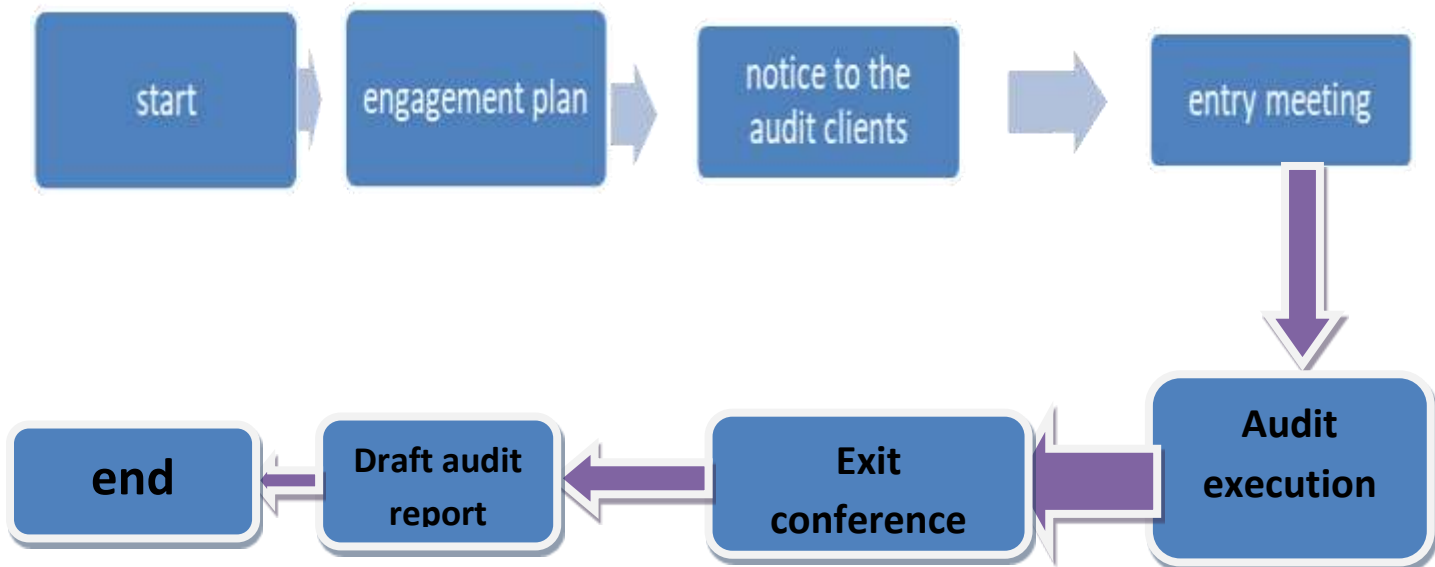 start
engagement plan
notice to the
audit clients
entry meeting
Audit
execution
Exit
conference
Draft audit
report
end